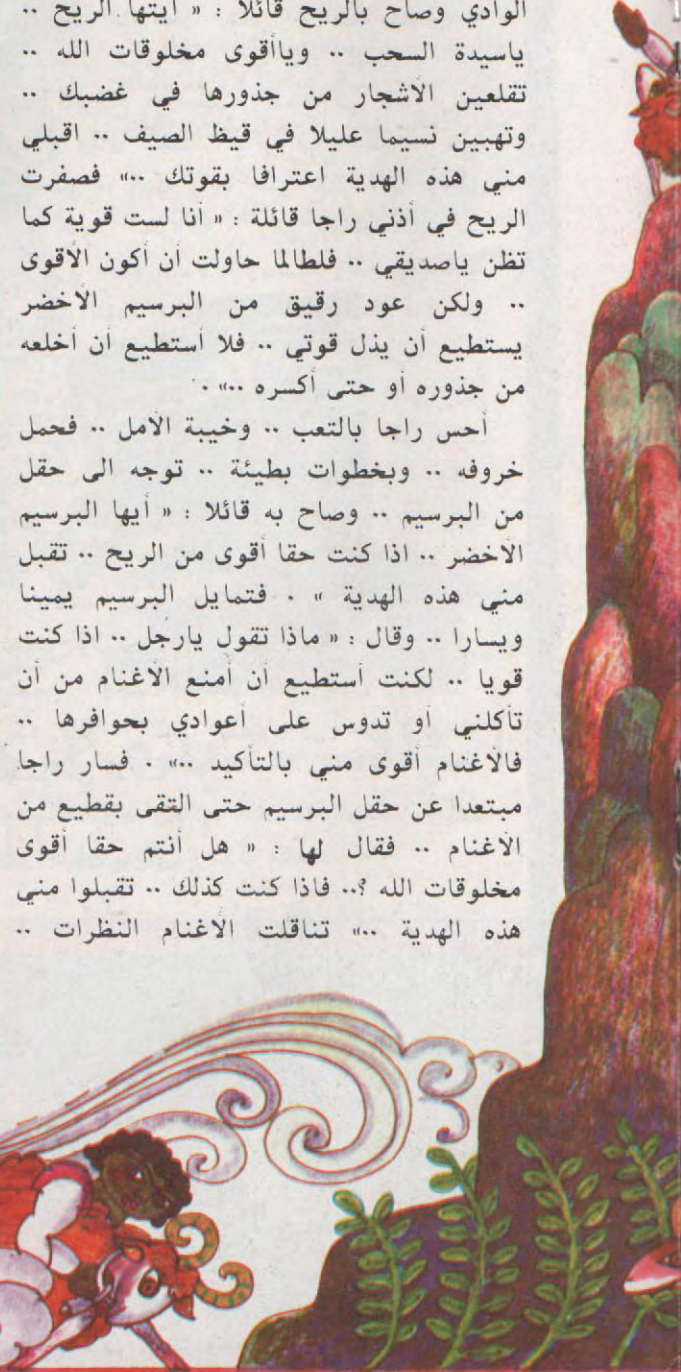 الوادي وصاح بالريح قائلا : « أيتها الريح ..
ياسيدة السحب .. وياأقوى مخلوقات الله ..
تقلعين الأشجار من جذورها في غضبك ..
وتهبين نسيما عليلا في قيظ الصيف .. اقبلي
مني هذه الهدية اعترافا بقوتك ..» فصفرت
الريح في أذني راجا قائلة : « أنا لست قوية كما
تظن ياصديقي .. فلطالما حاولت أن أكون الأقوى
.. ولكن عود رقيق من البرسيم الأخضر
يستطيع أن يذل قوتي .. فلا أستطيع أن أخلعه
من جذوره أو حتى أكسره ..» .
أحس راجا بالتعب .. وخيبة الأمل .. فحمل
خروفه .. وبخطوات بطيئة .. توجه الى حقل
من البرسيم .. وصاح به قائلا : « أيها البرسيم
الأخضر .. اذا كنت حقا أقوى من الريح .. تقبل
مني هذه الهدية » . فتمايل البرسيم يمينا
ويسارا .. وقال : « ماذا تقول يارجل .. اذا كنت
قويا .. لكنت أستطيع أن أمنع الأغنام من أن
تأكلني أو تدوس على أعوادي بحوافرها ..
فالأغنام أقوى مني بالتأكيد ..» . فسار راجا
مبتعدا عن حقل البرسيم حتى التقى بقطيع من
الأغنام .. فقال لها : « هل أنتم حقا أقوى
مخلوقات الله ؟.. فاذا كنت كذلك .. تقبلوا مني
هذه الهدية ..» تناقلت الأغنام النظرات ..